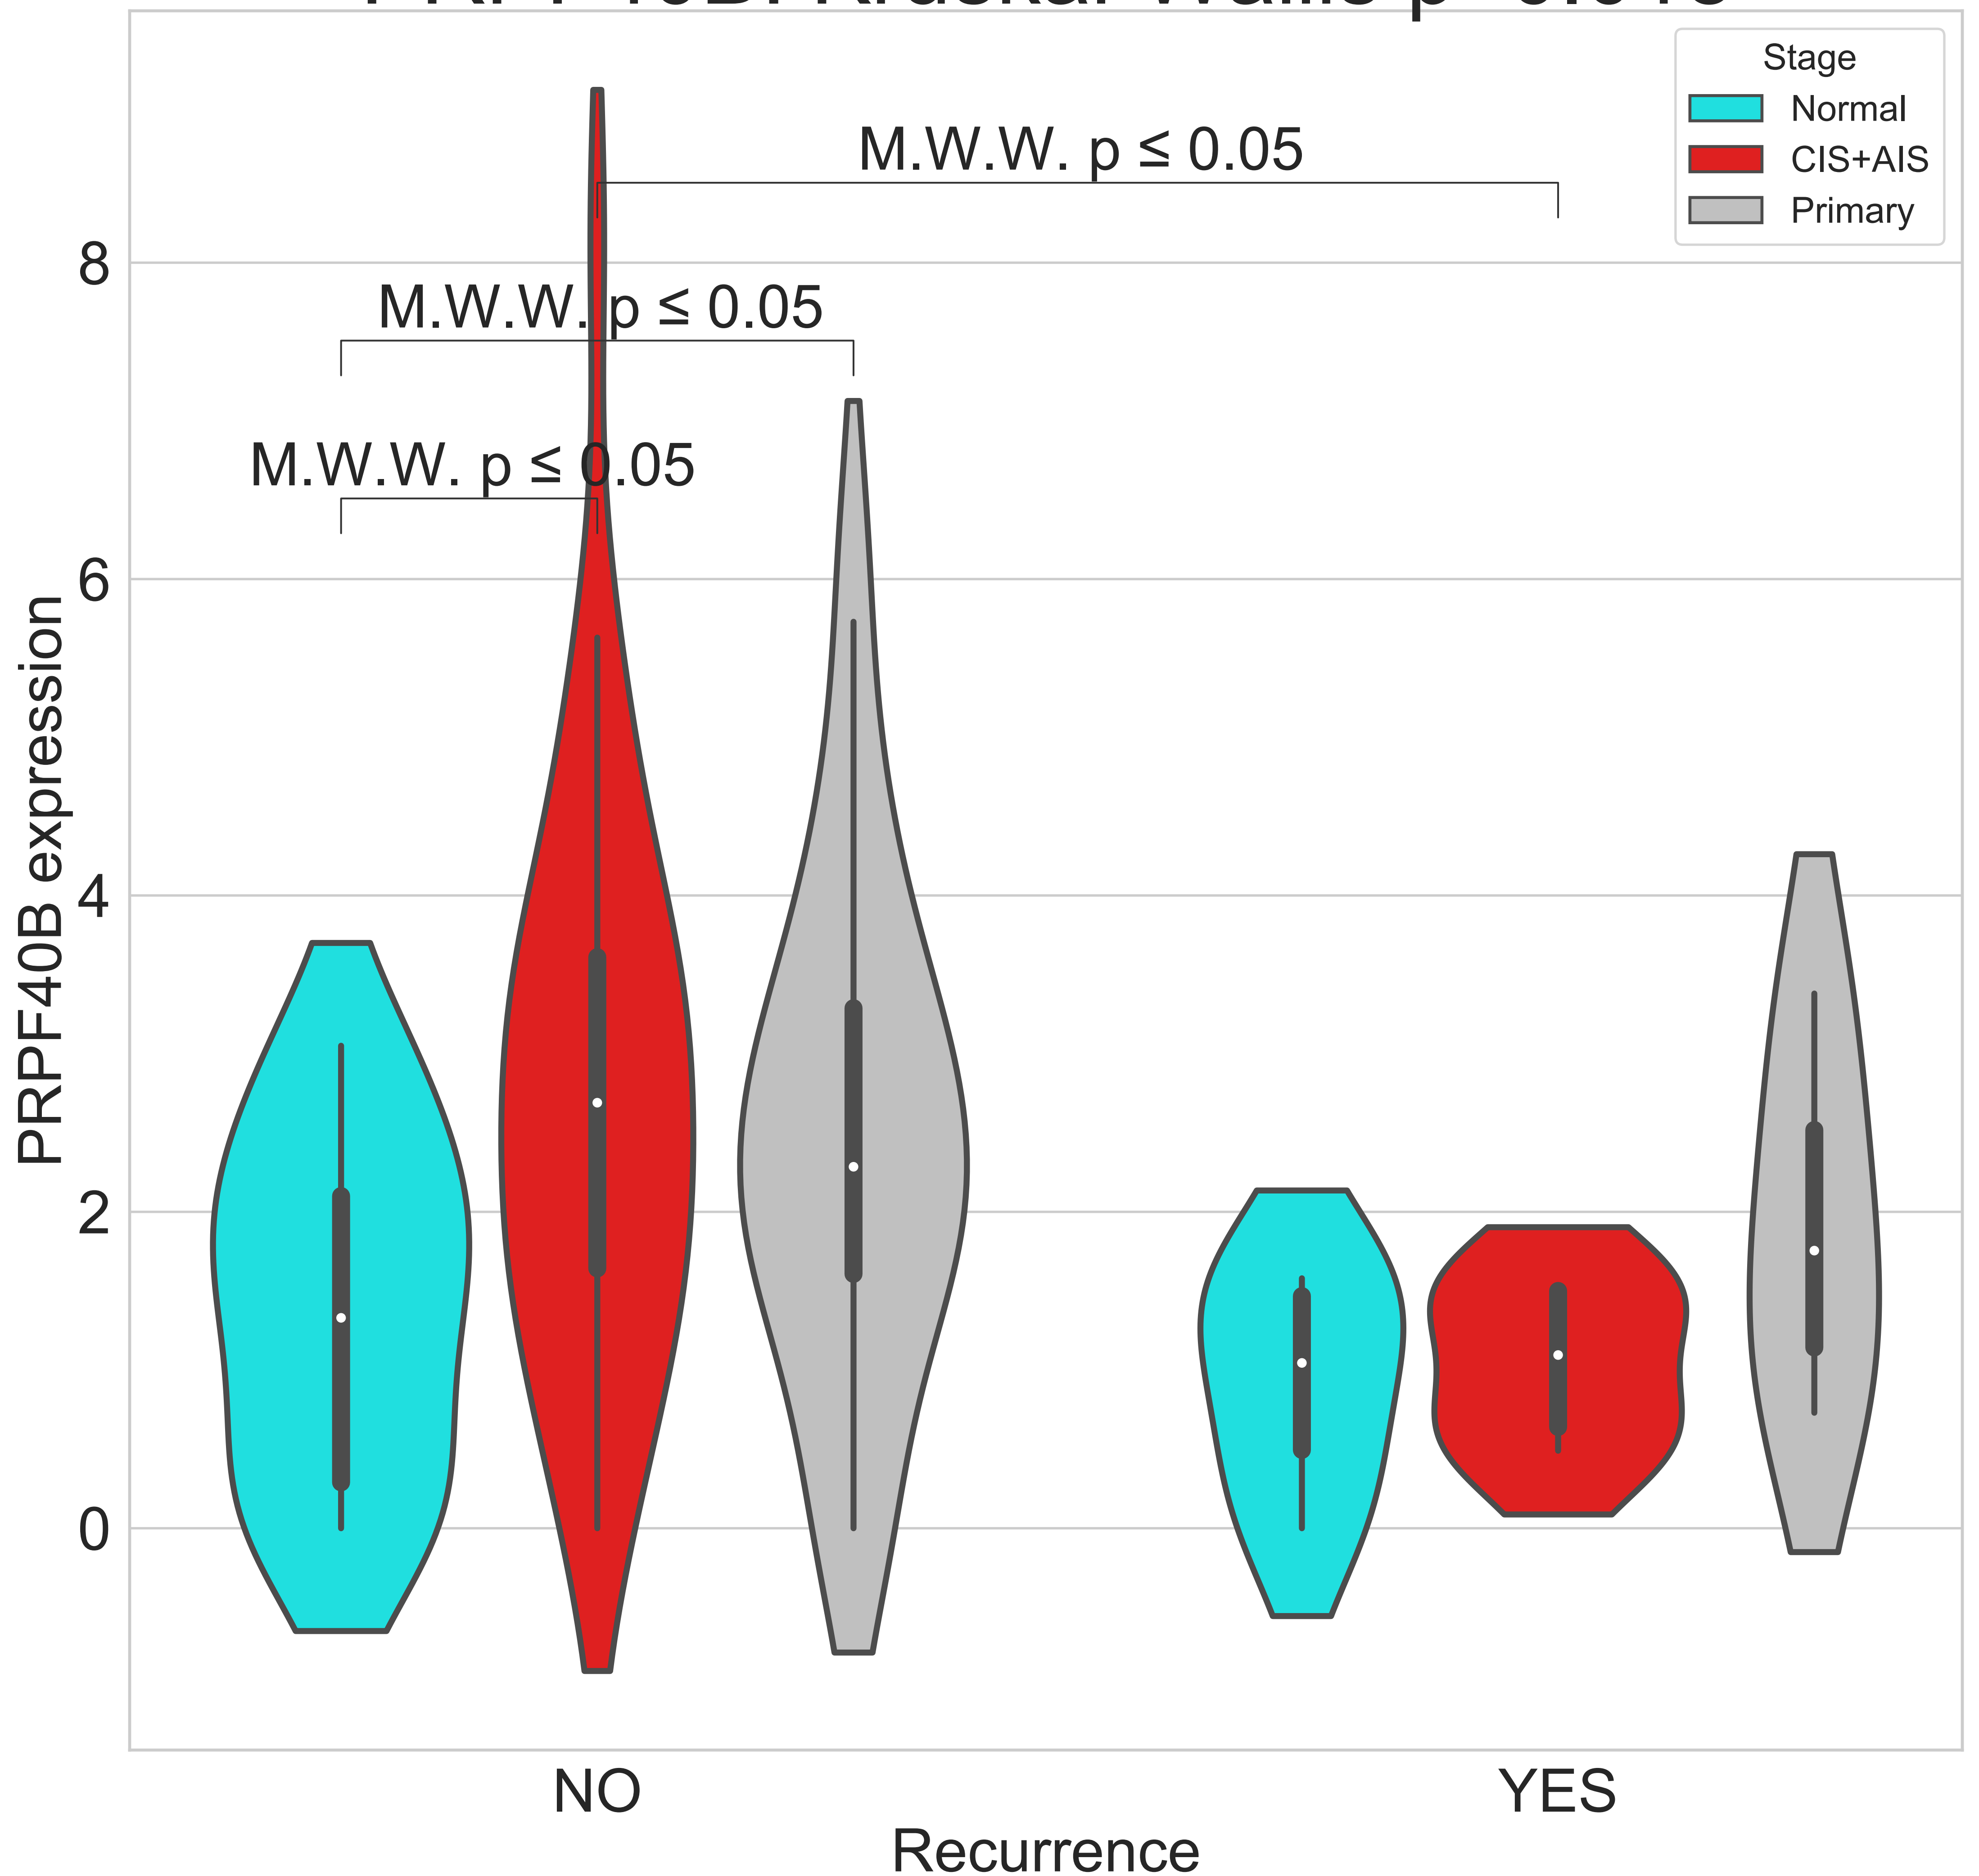 Stage
Normal
CIS+AIS
Primary
M.W.W. p ≤ 0.05
M.W.W. p ≤ 0.05
M.W.W. p ≤ 0.05
8
6
4
2
0
PRPF40B expression
NO
YES
Recurrence